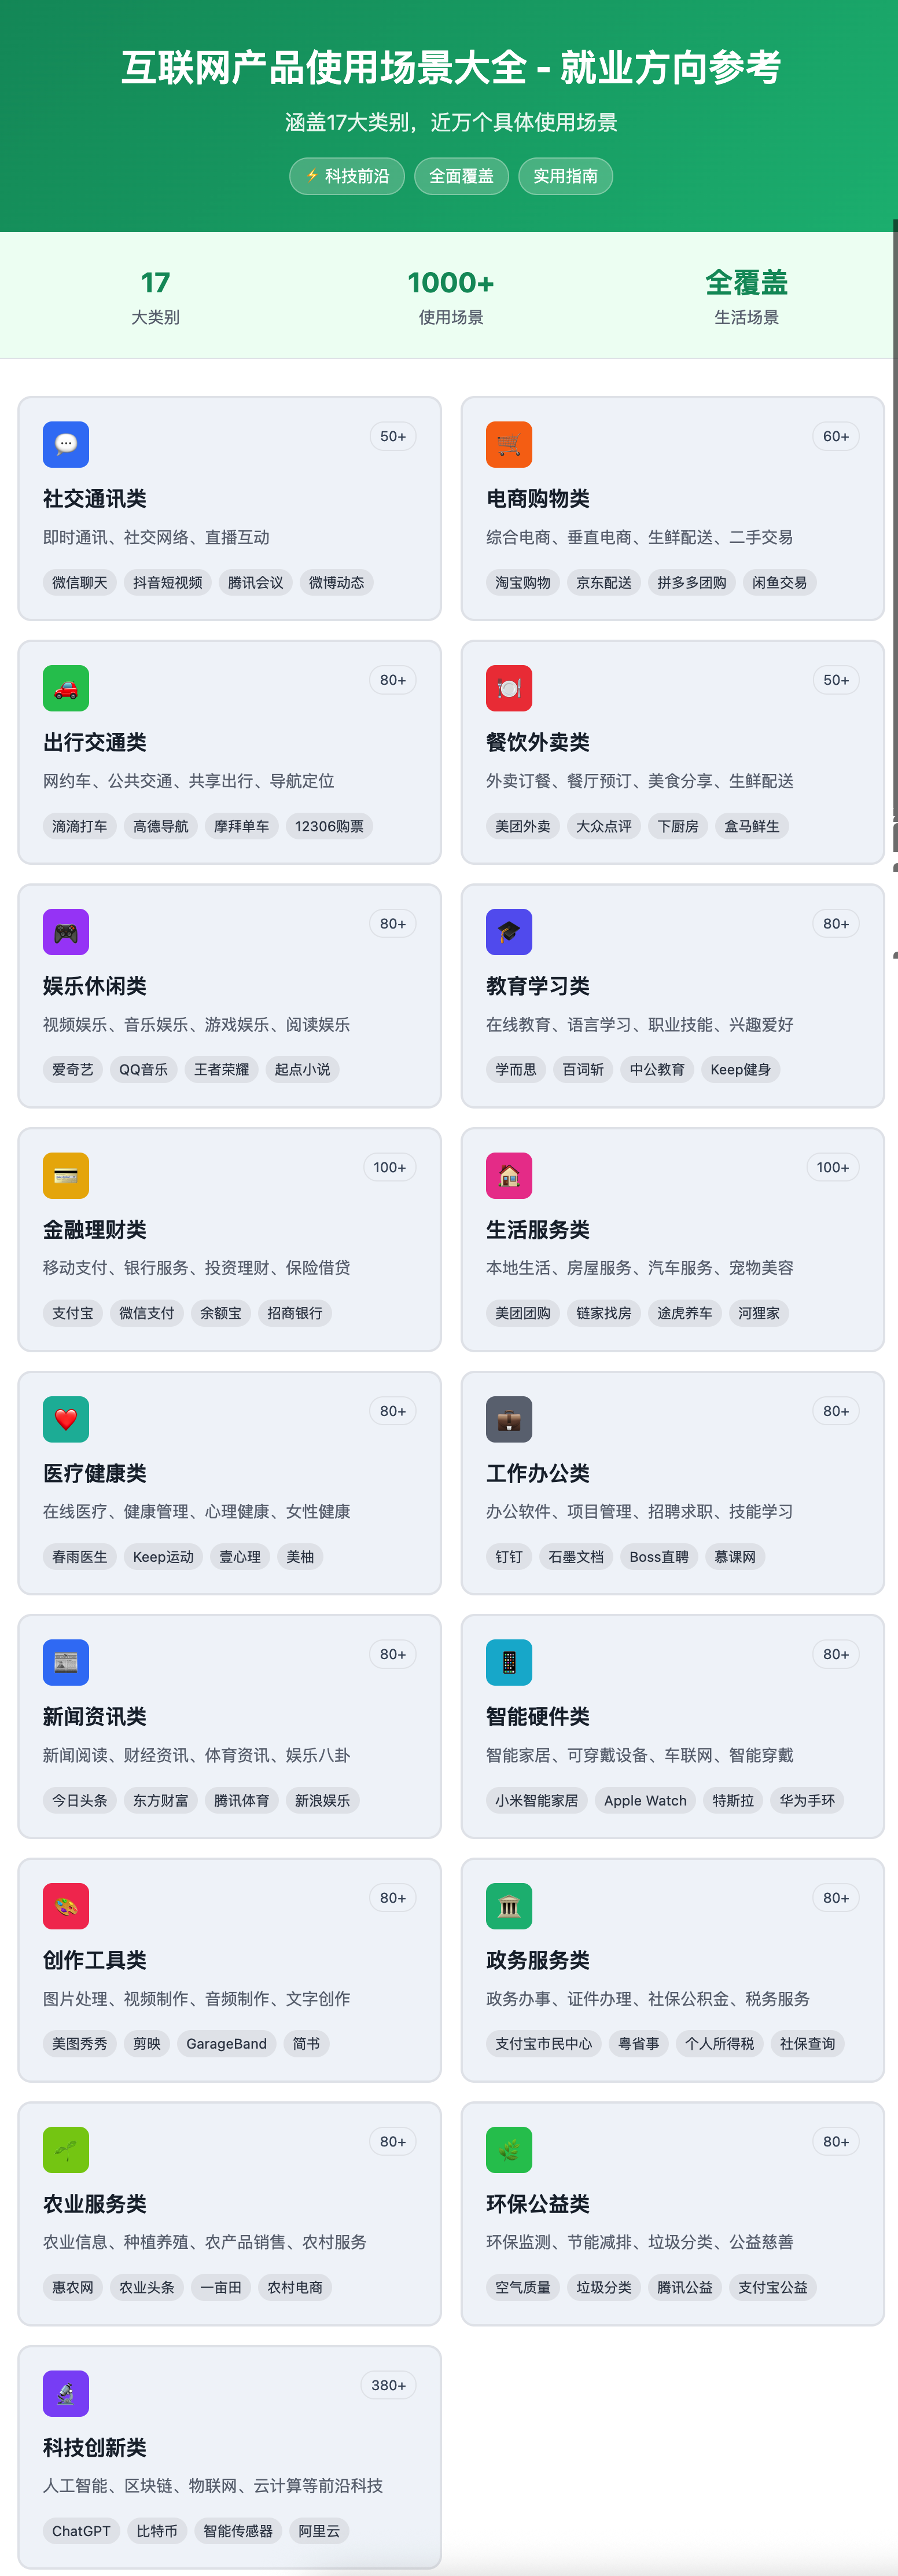 互联网产品使用场景大全 - 就业方向参考
涵盖17大类别，近万个具体使用场景
⚡ 科技前沿 全面覆盖 实用指南
17 1000+ 全覆盖
大类别 使用场景 生活场景
50+
社交通讯类
即时通讯、社交网络、直播互动
微信聊天 抖音短视频 腾讯会议 微博动态
60+
电商购物类
综合电商、垂直电商、生鲜配送、二手交易
淘宝购物 京东配送 拼多多团购 闲鱼交易
80+
出行交通类
网约车、公共交通、共享出行、导航定位
滴滴打车 高德导航 摩拜单车 12306购票
50+
餐饮外卖类
外卖订餐、餐厅预订、美食分享、生鲜配送
美团外卖 大众点评 下厨房 盒马鲜生
80+
娱乐休闲类
视频娱乐、音乐娱乐、游戏娱乐、阅读娱乐
爱奇艺 QQ音乐 王者荣耀 起点小说
80+
教育学习类
在线教育、语言学习、职业技能、兴趣爱好
学而思 百词斩 中公教育 Keep健身
100+
金融理财类
移动支付、银行服务、投资理财、保险借贷
支付宝 微信支付 余额宝 招商银行
100+
生活服务类
本地生活、房屋服务、汽车服务、宠物美容
美团团购 链家找房 途虎养车 河狸家
80+
医疗健康类
在线医疗、健康管理、心理健康、女性健康
春雨医生 Keep运动 壹心理 美柚
80+
工作办公类
办公软件、项目管理、招聘求职、技能学习
钉钉 石墨文档 Boss直聘 慕课网
80+
新闻资讯类
新闻阅读、财经资讯、体育资讯、娱乐八卦
今日头条 东方财富 腾讯体育 新浪娱乐
80+
智能硬件类
智能家居、可穿戴设备、车联网、智能穿戴
小米智能家居 Apple Watch 特斯拉 华为手环
80+
创作工具类
图片处理、视频制作、音频制作、文字创作
美图秀秀 剪映 GarageBand 简书
80+
政务服务类
政务办事、证件办理、社保公积金、税务服务
支付宝市民中心 粤省事 个人所得税 社保查询
80+
农业服务类
农业信息、种植养殖、农产品销售、农村服务
惠农网 农业头条 一亩田 农村电商
80+
环保公益类
环保监测、节能减排、垃圾分类、公益慈善
空气质量 垃圾分类 腾讯公益 支付宝公益
380+
科技创新类
人工智能、区块链、物联网、云计算等前沿科技
ChatGPT 比特币 智能传感器 阿里云